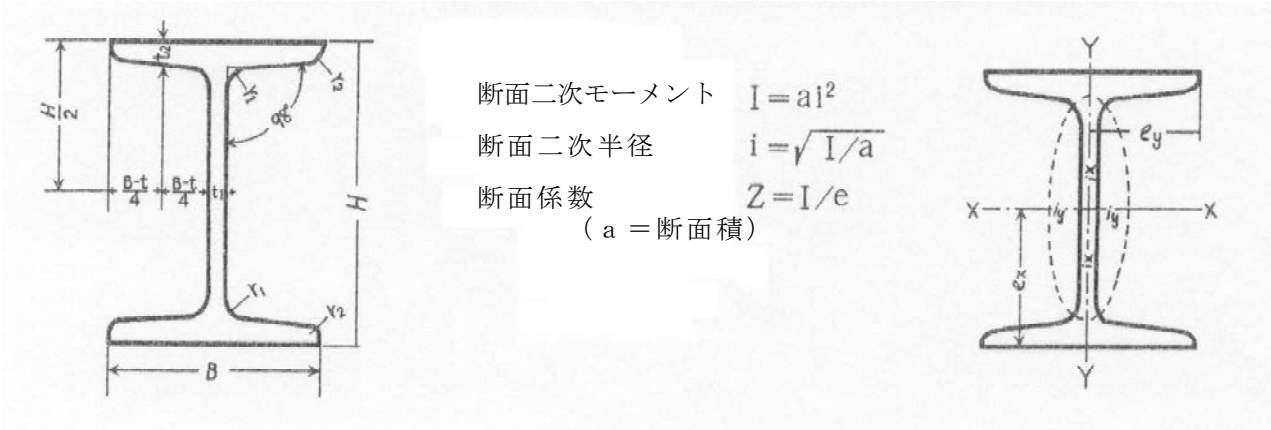 t₂
r₂
r₁
98°
H/2
B-t/4
B-t/4
t₁
H
r₁
r₂
B
断面二次モーメント I=ai²
断面二次半径 i=√I/a
断面係数 Z=I/e
(a=断面積)
Y
ey
ix
X
iy
iy
X
ex
ix
Y